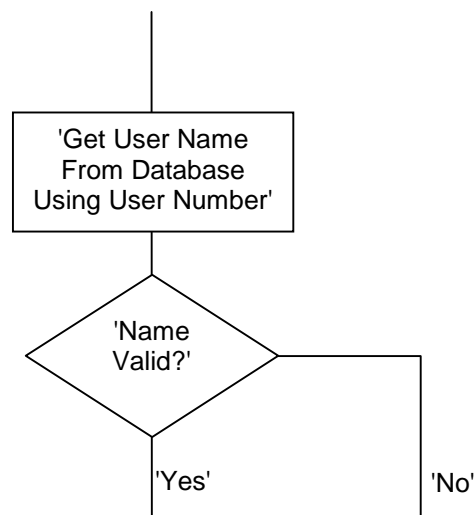 'Get User Name
From Database
Using User Number'
'Name
Valid?'
'Yes'
'No'